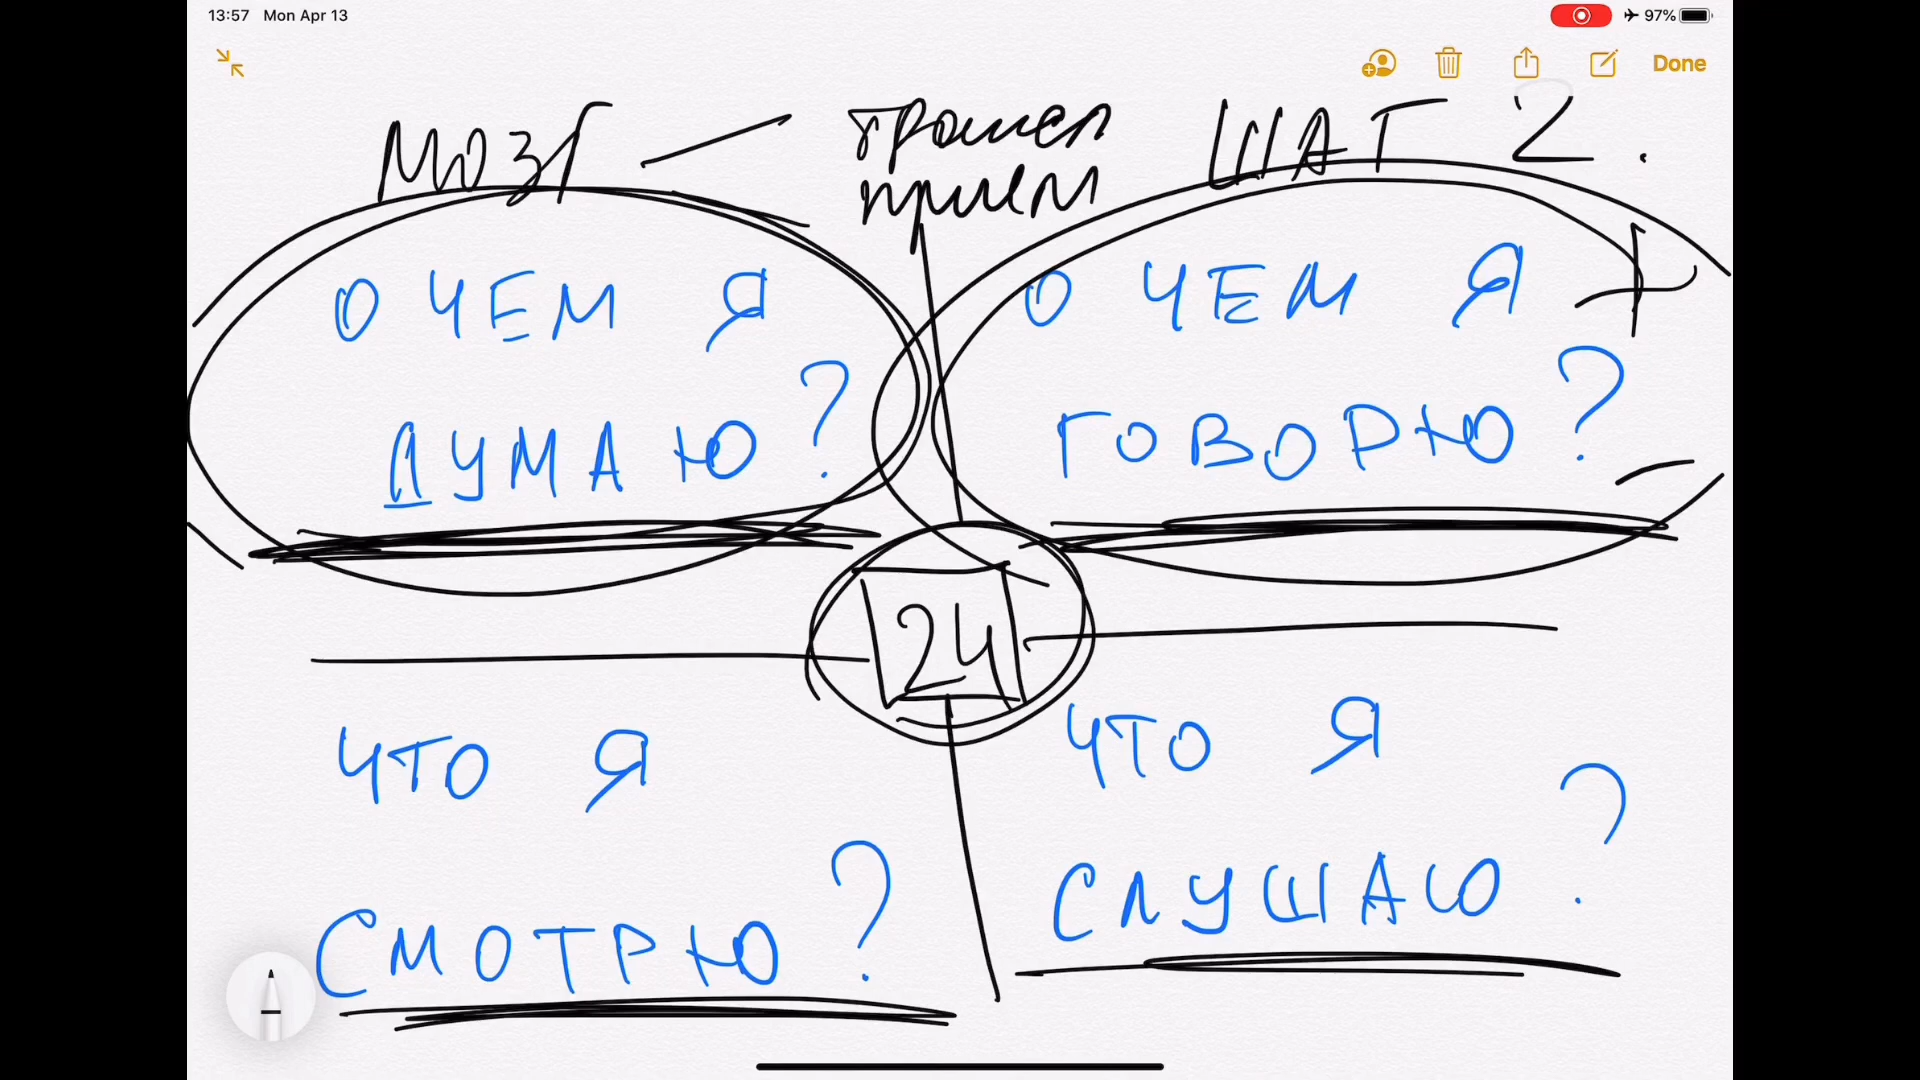 13:57 Mon Apr 13 97%
Done
МОЗГ ШАГ 2.
прием
О ЧЕМ Я О ЧЕМ Я
ДУМАЮ? ГОВОРЮ?
24
ЧТО Я ЧТО Я
СМОТРЮ? СЛУШАЮ?